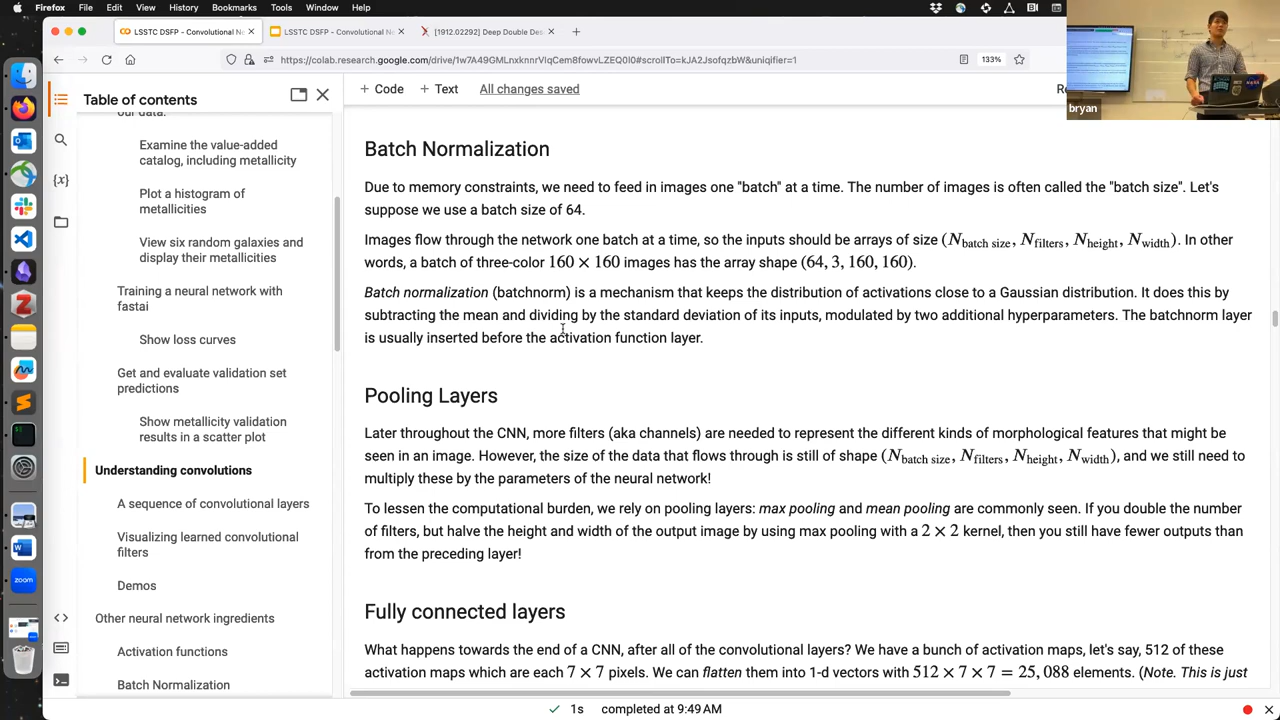 Firefox File Edit View History Bookmarks Tools Window Help
LSSTC DSFP - Convolutional N
LSSTC DSFP - Convolutional N
[1912.02292] Deep Double Des
133%
+ Code + Text All changes saved
bryan
Table of contents
our data.
Examine the value-added
catalog, including metallicity
Plot a histogram of
metallicities
View six random galaxies and
display their metallicities
Training a neural network with
fastai
Show loss curves
Get and evaluate validation set
predictions
Show metallicity validation
results in a scatter plot
Understanding convolutions
A sequence of convolutional layers
Visualizing learned convolutional
filters
Demos
Other neural network ingredients
Activation functions
Batch Normalization
Batch Normalization
Due to memory constraints, we need to feed in images one "batch" at a time. The number of images is often called the "batch size". Let's
suppose we use a batch size of 64.
Images flow through the network one batch at a time, so the inputs should be arrays of size (N_batch size, N_filters, N_height, N_width). In other
words, a batch of three-color 160 × 160 images has the array shape (64, 3, 160, 160).
Batch normalization (batchnorm) is a mechanism that keeps the distribution of activations close to a Gaussian distribution. It does this by
subtracting the mean and dividing by the standard deviation of its inputs, modulated by two additional hyperparameters. The batchnorm layer
is usually inserted before the activation function layer.
Pooling Layers
Later throughout the CNN, more filters (aka channels) are needed to represent the different kinds of morphological features that might be
seen in an image. However, the size of the data that flows through is still of shape (N_batch size, N_filters, N_height, N_width), and we still need to
multiply these by the parameters of the neural network!
To lessen the computational burden, we rely on pooling layers: max pooling and mean pooling are commonly seen. If you double the number
of filters, but halve the height and width of the output image by using max pooling with a 2 × 2 kernel, then you still have fewer outputs than
from the preceding layer!
Fully connected layers
What happens towards the end of a CNN, after all of the convolutional layers? We have a bunch of activation maps, let's say, 512 of these
activation maps which are each 7 × 7 pixels. We can flatten them into 1-d vectors with 512 × 7 × 7 = 25, 088 elements. (Note. This is just
1s completed at 9:49 AM
zoom